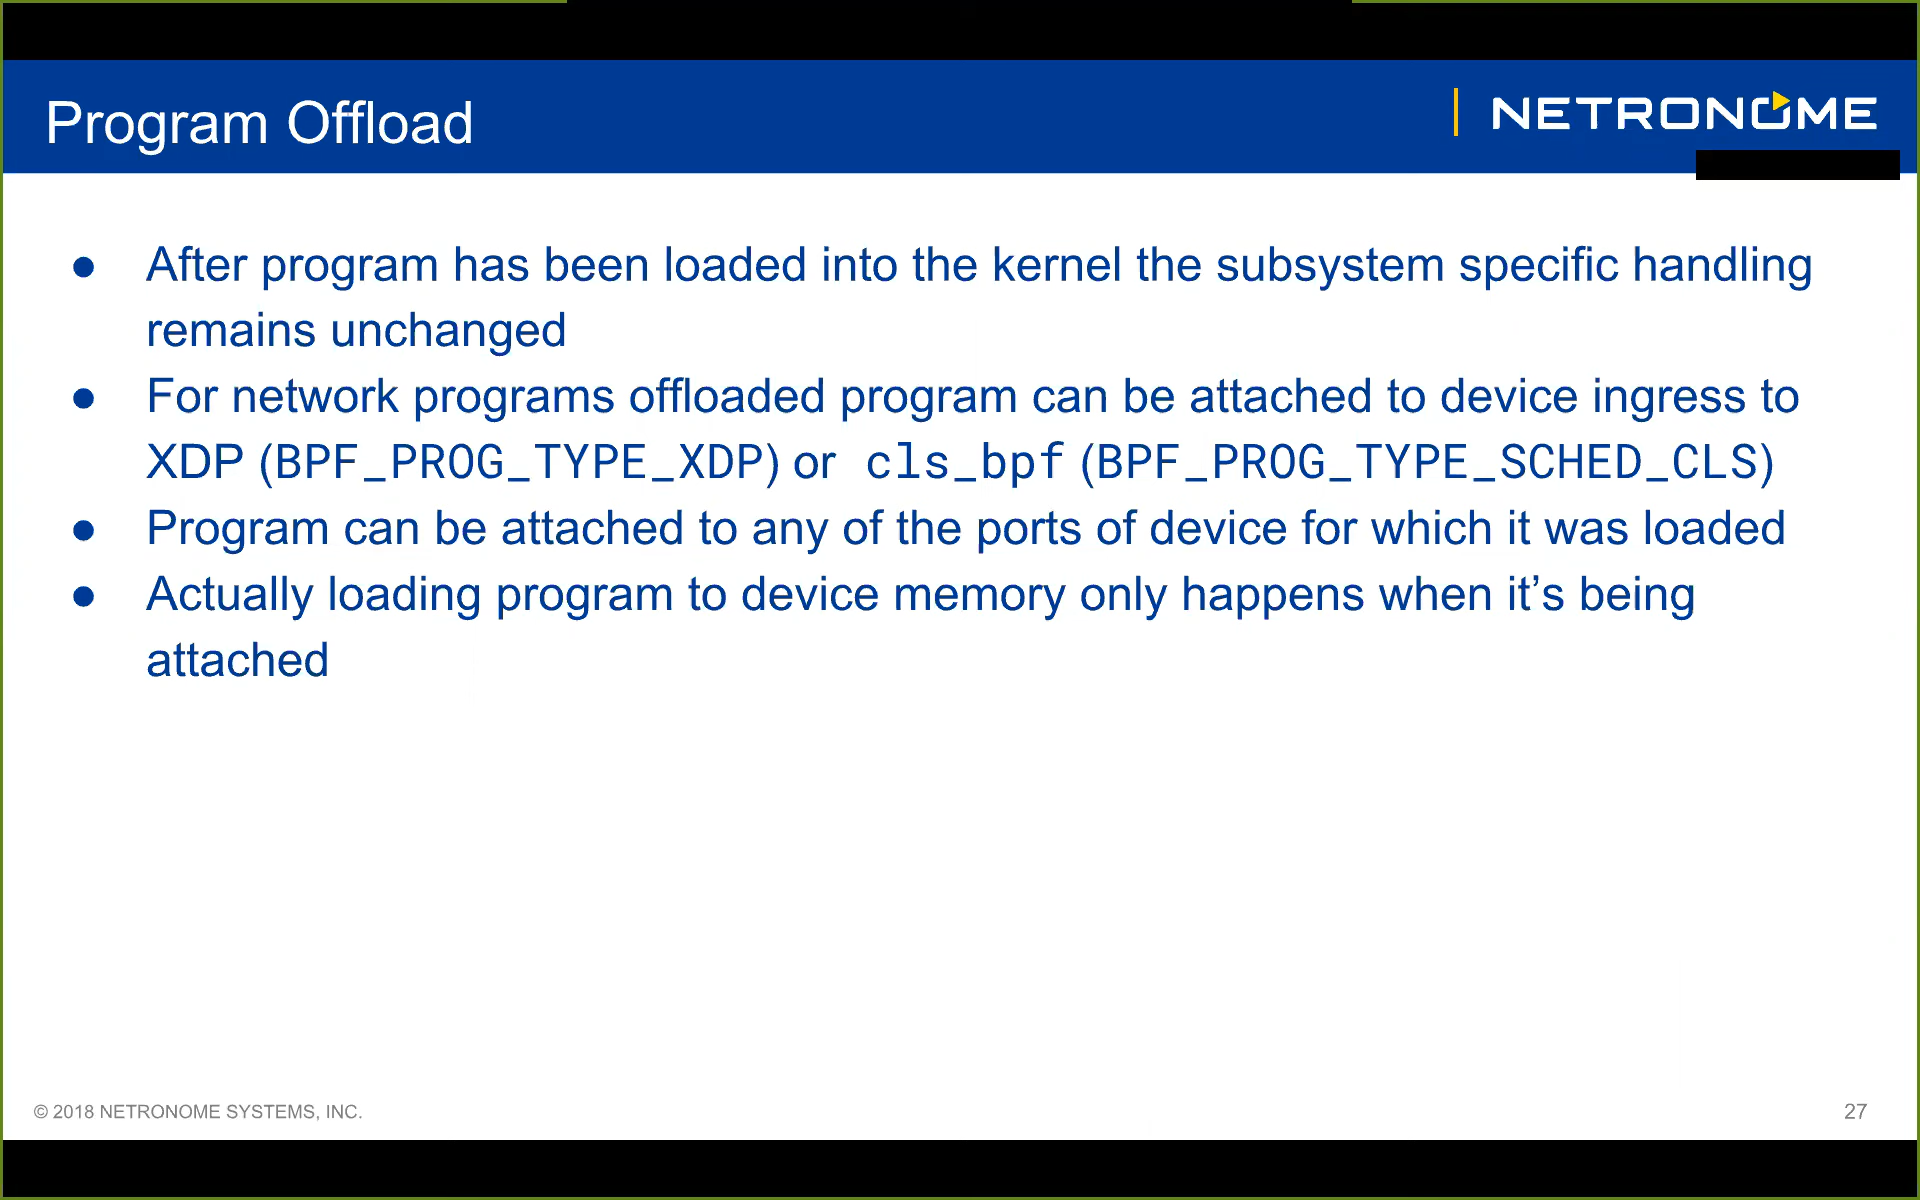 Program Offload
NETRONOME
● After program has been loaded into the kernel the subsystem specific handling
remains unchanged
● For network programs offloaded program can be attached to device ingress to
XDP (BPF_PROG_TYPE_XDP) or cls_bpf (BPF_PROG_TYPE_SCHED_CLS)
● Program can be attached to any of the ports of device for which it was loaded
● Actually loading program to device memory only happens when it’s being
attached
© 2018 NETRONOME SYSTEMS, INC.
27